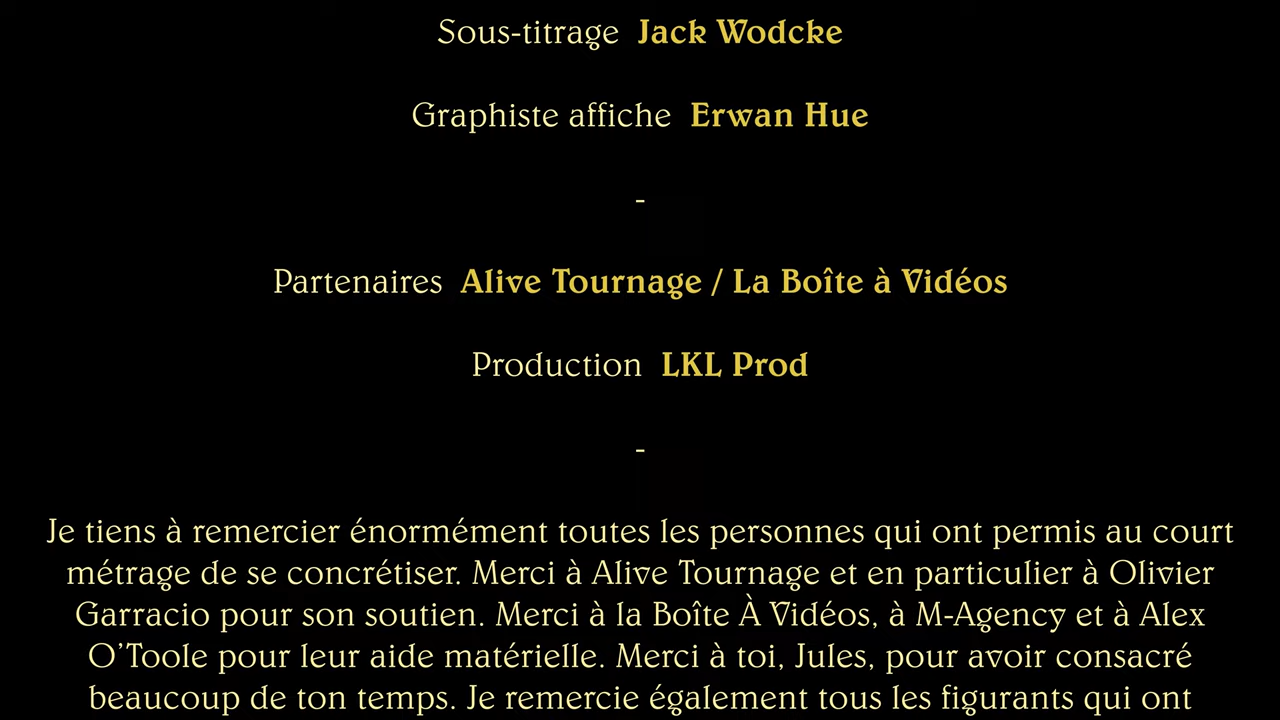 Sous-titrage Jack Wodcke
Graphiste affiche Erwan Hue
-
Partenaires Alive Tournage / La Boîte à Vidéos
Production LKL Prod
-
Je tiens à remercier énormément toutes les personnes qui ont permis au court
métrage de se concrétiser. Merci à Alive Tournage et en particulier à Olivier
Garracio pour son soutien. Merci à la Boîte À Vidéos, à M-Agency et à Alex
O’Toole pour leur aide matérielle. Merci à toi, Jules, pour avoir consacré
beaucoup de ton temps. Je remercie également tous les figurants qui ont